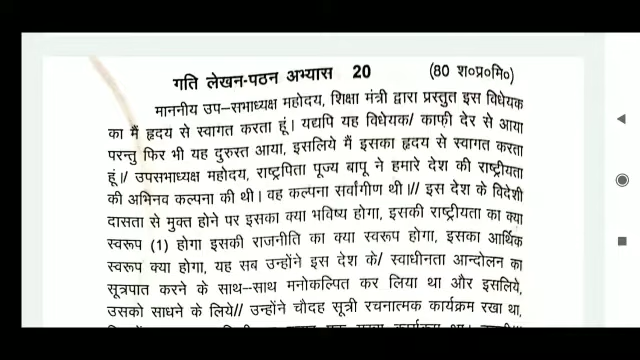 गति लेखन-पठन अभ्यास 20 (80 श०प्र०मि०)
माननीय उप–सभाध्यक्ष महोदय, शिक्षा मंत्री द्वारा प्रस्तुत इस विधेयक
का मैं हृदय से स्वागत करता हूं। यद्यपि यह विधेयक/ काफ़ी देर से आया
परन्तु फिर भी यह दुरुस्त आया, इसलिये मैं इसका हृदय से स्वागत करता
हूं।/ उपसभाध्यक्ष महोदय, राष्ट्रपिता पूज्य बापू ने हमारे देश की राष्ट्रीयता
की अभिनव कल्पना की थी। वह कल्पना सर्वांगीण थी।// इस देश के विदेशी
दासता से मुक्त होने पर इसका क्या भविष्य होगा, इसकी राष्ट्रीयता का क्या
स्वरूप (1) होगा इसकी राजनीति का क्या स्वरूप होगा, इसका आर्थिक
स्वरूप क्या होगा, यह सब उन्होंने इस देश के/ स्वाधीनता आन्दोलन का
सूत्रपात करने के साथ–साथ मनोकल्पित कर लिया था और इसलिये,
उसको साधने के लिये// उन्होंने चौदह सूत्री रचनात्मक कार्यक्रम रखा था,